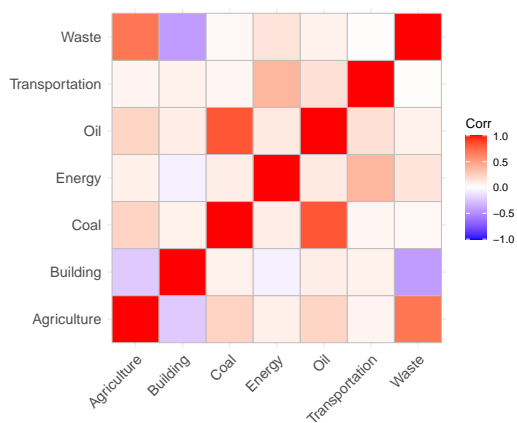 Waste
Transportation
Oil
Energy
Coal
Building
Agriculture
Agriculture
Building
Coal
Energy
Oil
Transportation
Waste
Corr
1.0
0.5
0.0
−0.5
−1.0